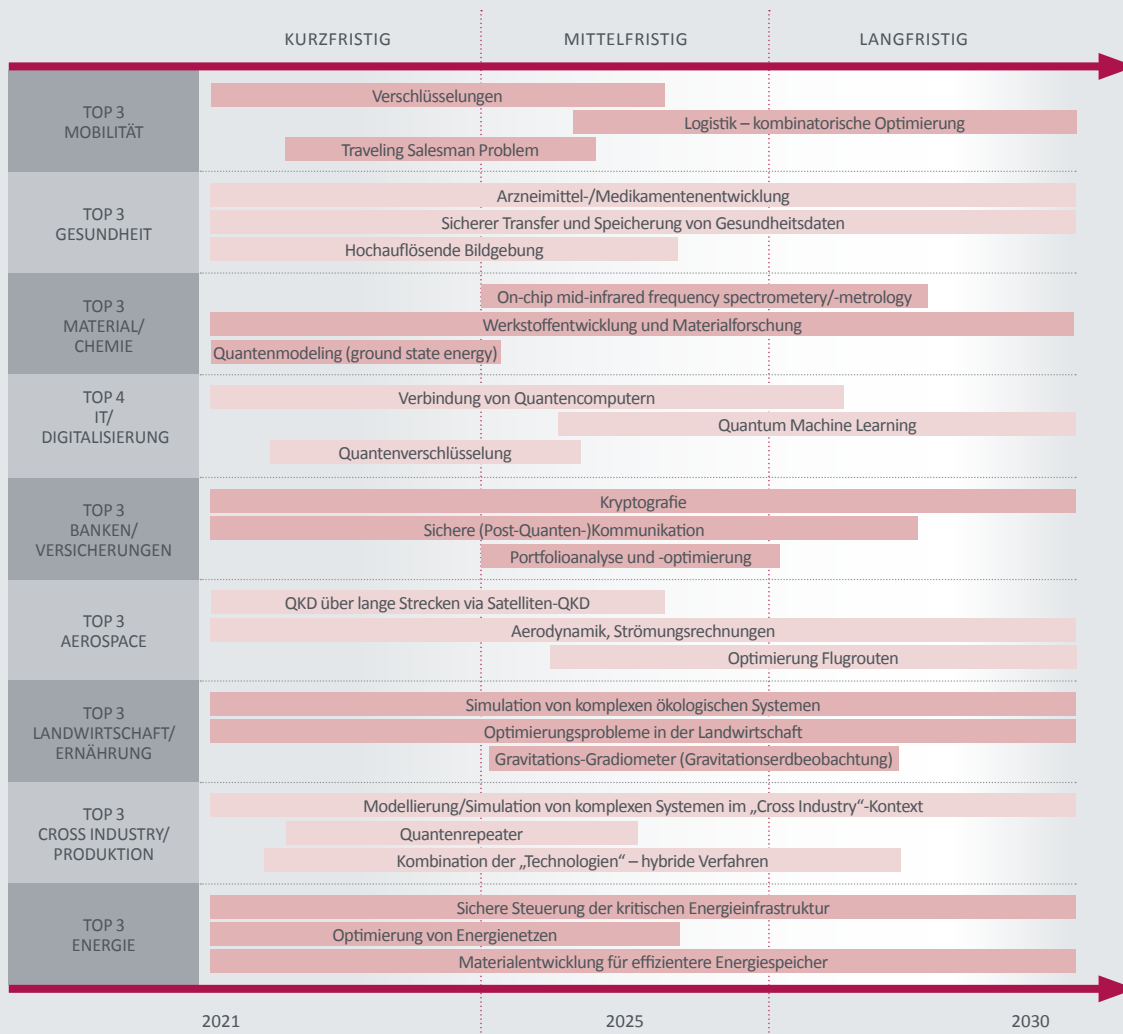 KURZFRISTIG MITTELFRISTIG LANGFRISTIG
TOP 3
MOBILITÄT
Verschlüsselungen
Logistik – kombinatorische Optimierung
Traveling Salesman Problem
TOP 3
GESUNDHEIT
Arzneimittel-/Medikamentenentwicklung
Sicherer Transfer und Speicherung von Gesundheitsdaten
Hochauflösende Bildgebung
TOP 3
MATERIAL/
CHEMIE
On-chip mid-infrared frequency spectrometery/-metrology
Werkstoffentwicklung und Materialforschung
Quantenmodeling (ground state energy)
TOP 4
IT/
DIGITALISIERUNG
Verbindung von Quantencomputern
Quantum Machine Learning
Quantenverschlüsselung
TOP 3
BANKEN/
VERSICHERUNGEN
Kryptografie
Sichere (Post-Quanten-)Kommunikation
Portfolioanalyse und -optimierung
TOP 3
AEROSPACE
QKD über lange Strecken via Satelliten-QKD
Aerodynamik, Strömungsrechnungen
Optimierung Flugrouten
TOP 3
LANDWIRTSCHAFT/
ERNÄHRUNG
Simulation von komplexen ökologischen Systemen
Optimierungsprobleme in der Landwirtschaft
Gravitations-Gradiometer (Gravitationserdbeobachtung)
TOP 3
CROSS INDUSTRY/
PRODUKTION
Modellierung/Simulation von komplexen Systemen im „Cross Industry“-Kontext
Quantenrepeater
Kombination der „Technologien“ – hybride Verfahren
TOP 3
ENERGIE
Sichere Steuerung der kritischen Energieinfrastruktur
Optimierung von Energienetzen
Materialentwicklung für effizientere Energiespeicher
2021 2025 2030